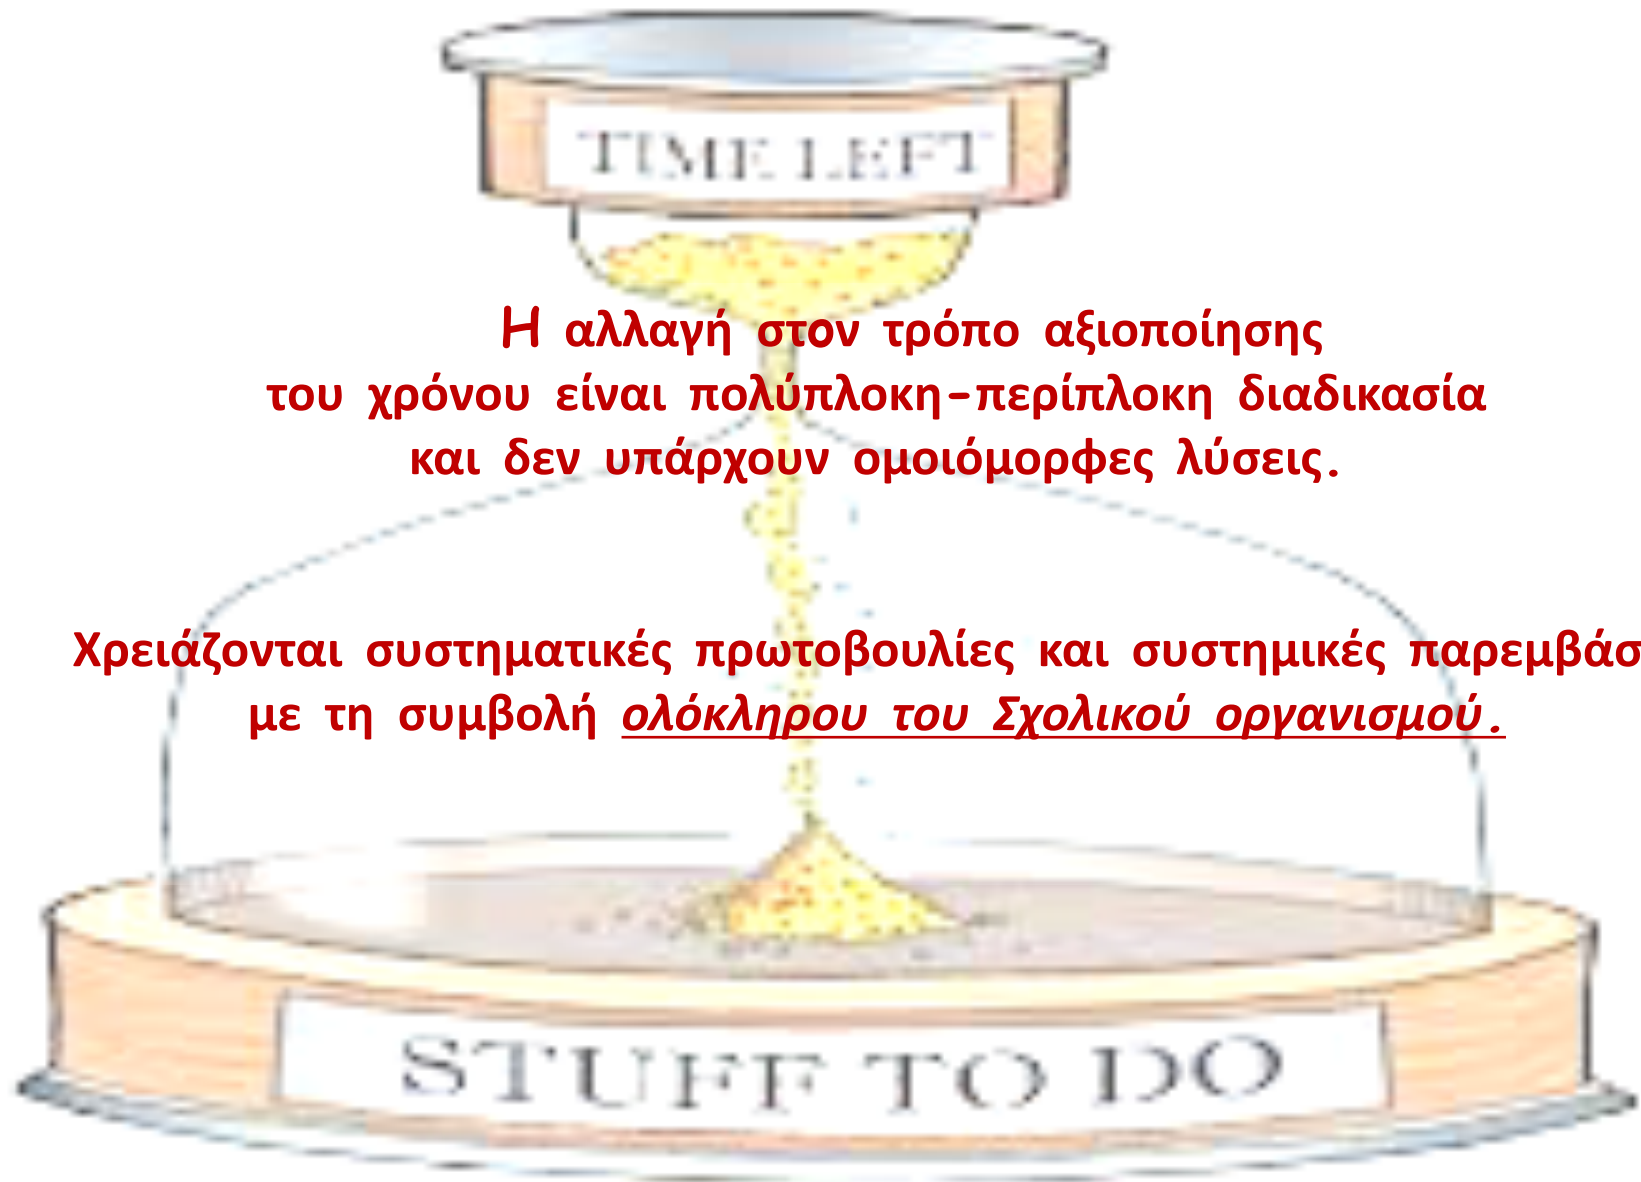 TIME LEFT
Η αλλαγή στον τρόπο αξιοποίησης
του χρόνου είναι πολύπλοκη-περίπλοκη διαδικασία
και δεν υπάρχουν ομοιόμορφες λύσεις.
Χρειάζονται συστηματικές πρωτοβουλίες και συστημικές παρεμβάσ
με τη συμβολή ολόκληρου του Σχολικού οργανισμού.
STUFF TO DO